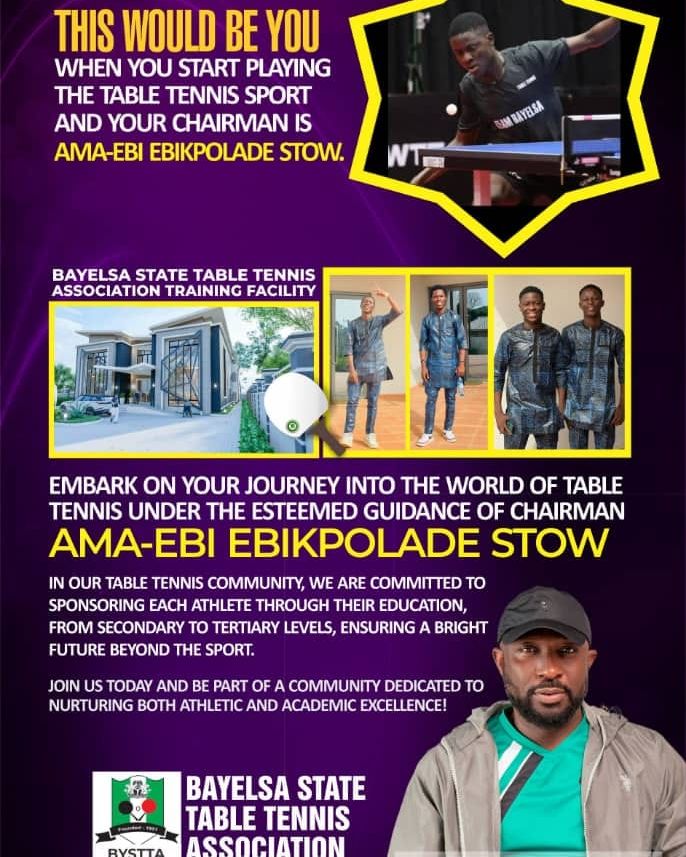 THIS WOULD BE YOU
WHEN YOU START PLAYING
THE TABLE TENNIS SPORT
AND YOUR CHAIRMAN IS
AMA-EBI EBIKPOLADE STOW.
TEAM BAYELSA
BAYELSA STATE TABLE TENNIS
ASSOCIATION TRAINING FACILITY
EMBARK ON YOUR JOURNEY INTO THE WORLD OF TABLE
TENNIS UNDER THE ESTEEMED GUIDANCE OF CHAIRMAN
AMA-EBI EBIKPOLADE STOW
IN OUR TABLE TENNIS COMMUNITY, WE ARE COMMITTED TO
SPONSORING EACH ATHLETE THROUGH THEIR EDUCATION,
FROM SECONDARY TO TERTIARY LEVELS, ENSURING A BRIGHT
FUTURE BEYOND THE SPORT.
JOIN US TODAY AND BE PART OF A COMMUNITY DEDICATED TO
NURTURING BOTH ATHLETIC AND ACADEMIC EXCELLENCE!
BYSTTA
BAYELSA STATE
TABLE TENNIS
ASSOCIATION